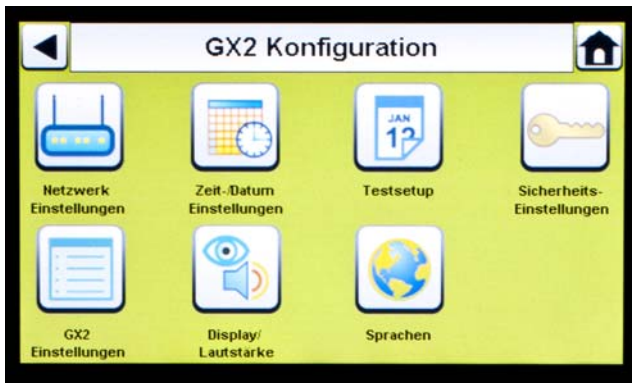 GX2 Konfiguration
Netzwerk
Einstellungen
Zeit-/Datum
Einstellungen
JAN
12
Testsetup
Sicherheits-
Einstellungen
GX2
Einstellungen
Display/
Lautstärke
Sprachen